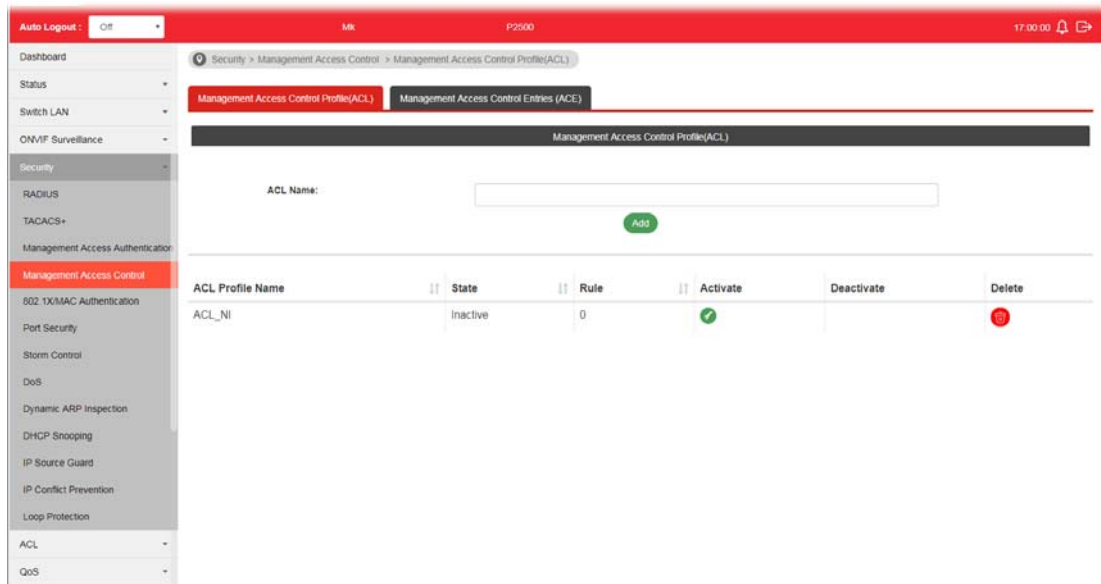 Auto Logout : Off Mk P2500 17:00:00
Dashboard
Status
Switch LAN
ONVIF Surveillance
Security
RADIUS
TACACS+
Management Access Authentication
Management Access Control
802.1X/MAC Authentication
Port Security
Storm Control
DoS
Dynamic ARP Inspection
DHCP Snooping
IP Source Guard
IP Conflict Prevention
Loop Protection
ACL
QoS
Security > Management Access Control > Management Access Control Profile(ACL)
Management Access Control Profile(ACL) Management Access Control Entries (ACE)
Management Access Control Profile(ACL)
ACL Name:
Add
ACL Profile Name State Rule Activate Deactivate Delete
ACL_NI Inactive 0